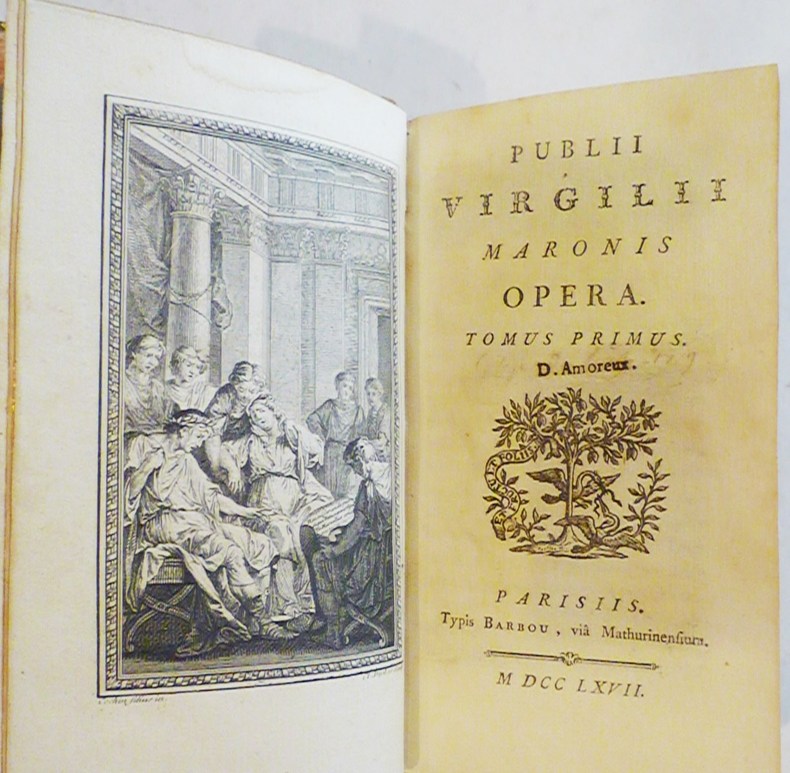 PUBLII
VIRGILII
MARONIS
OPERA.
TOMUS PRIMUS.
D. Amoreux.
PARISIIS.
Typis BARBOU, viâ Mathurinensium.
M DCC LXVII.